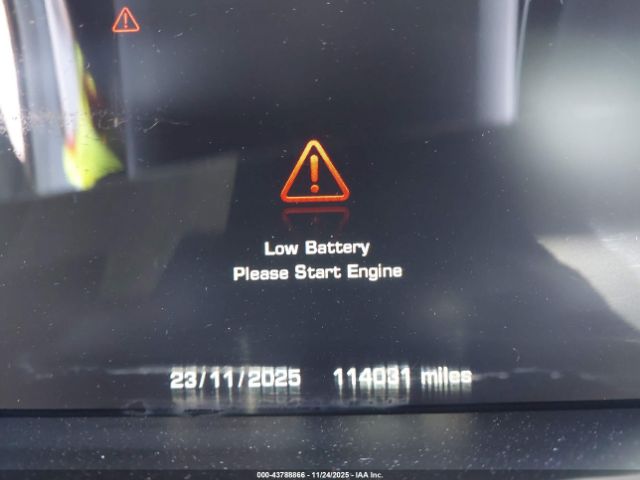 Low Battery
Please Start Engine
23/11/2025 114031 miles
000-43788866 - 11/24/2025 - IAA Inc.